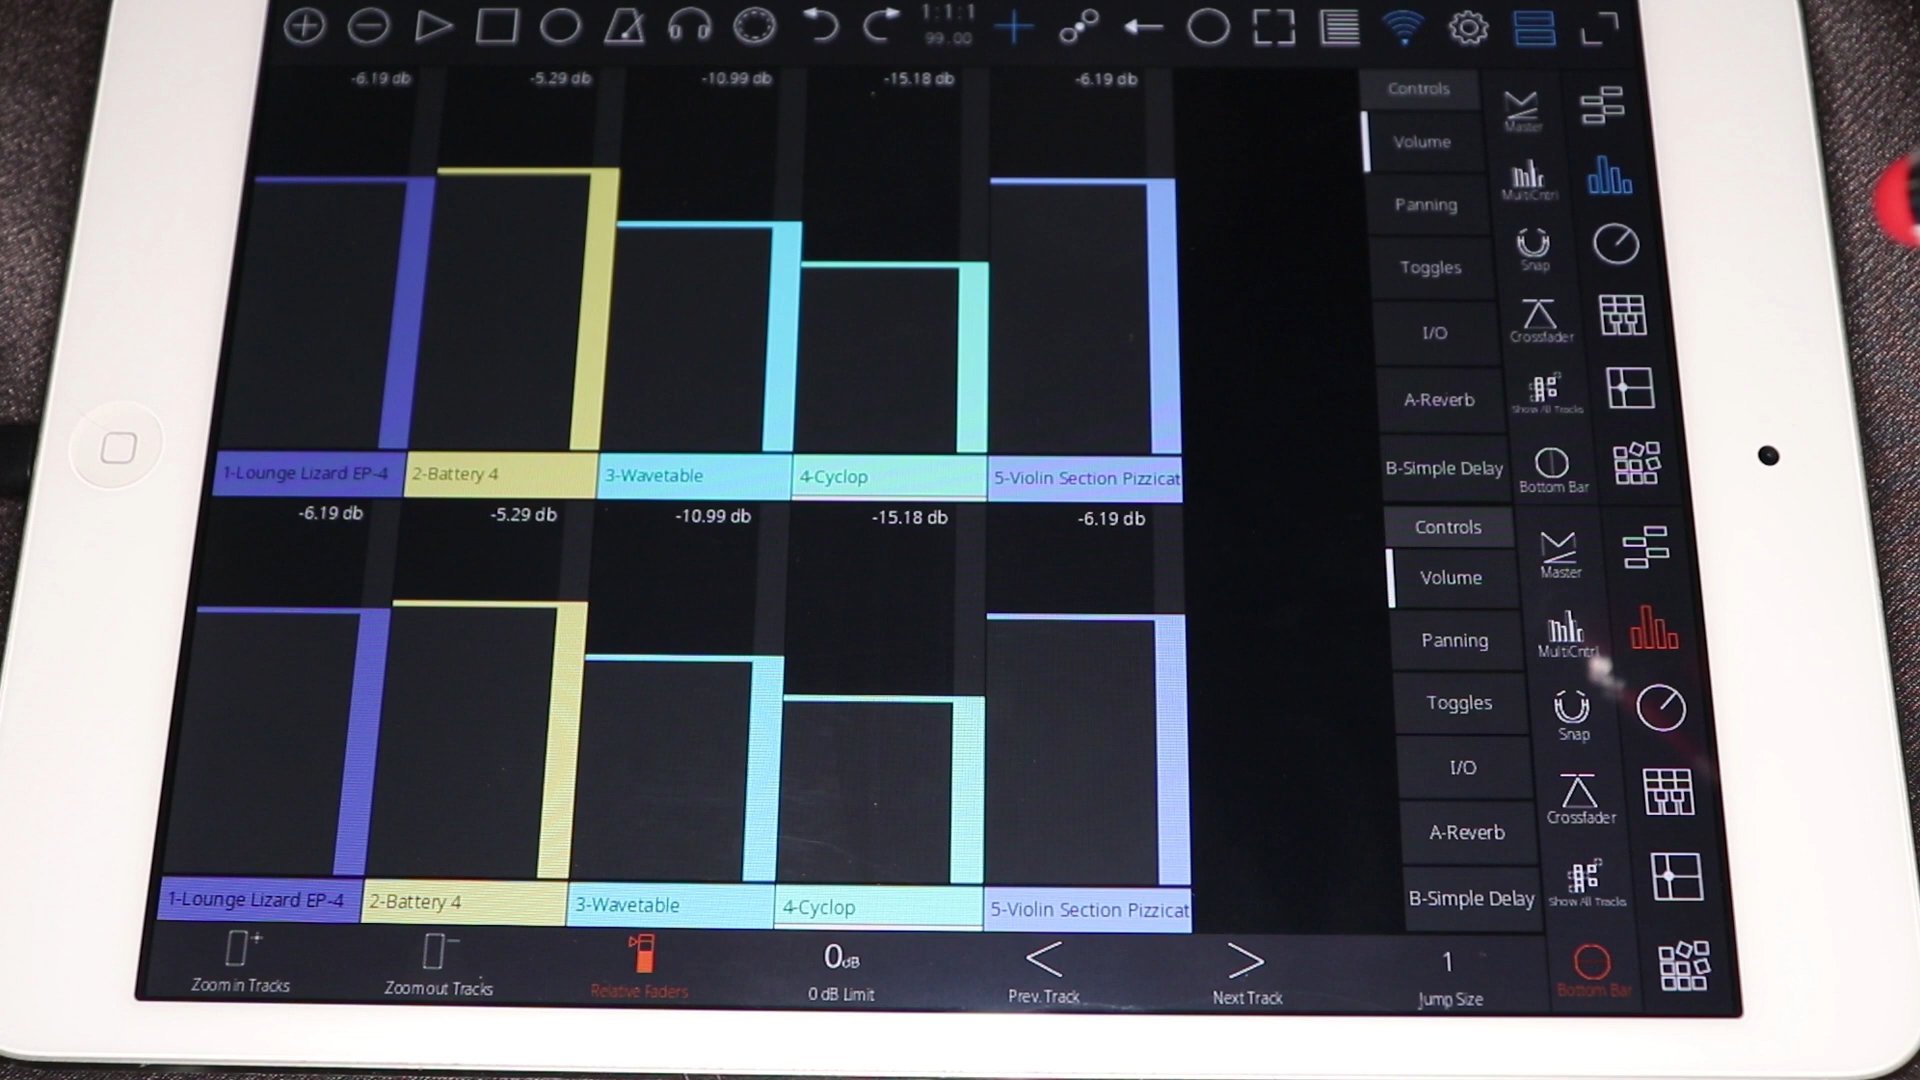 1:1:1
99.00
-6.19 db -5.29 db -10.99 db -15.18 db -6.19 db
Controls
Volume
Panning
Toggles
I/O
A-Reverb
B-Simple Delay
Master
MultiCntrl
Snap
Crossfader
Show All Tracks
Bottom Bar
1-Lounge Lizard EP-4 2-Battery 4 3-Wavetable 4-Cyclop 5-Violin Section Pizzicat
-6.19 db -5.29 db -10.99 db -15.18 db -6.19 db
Controls
Volume
Panning
Toggles
I/O
A-Reverb
B-Simple Delay
Master
MultiCntrl
Snap
Crossfader
Show All Tracks
Bottom Bar
1-Lounge Lizard EP-4 2-Battery 4 3-Wavetable 4-Cyclop 5-Violin Section Pizzicat
0dB 1
Zoom in Tracks Zoom out Tracks Relative Faders 0 dB Limit Prev. Track Next Track Jump Size